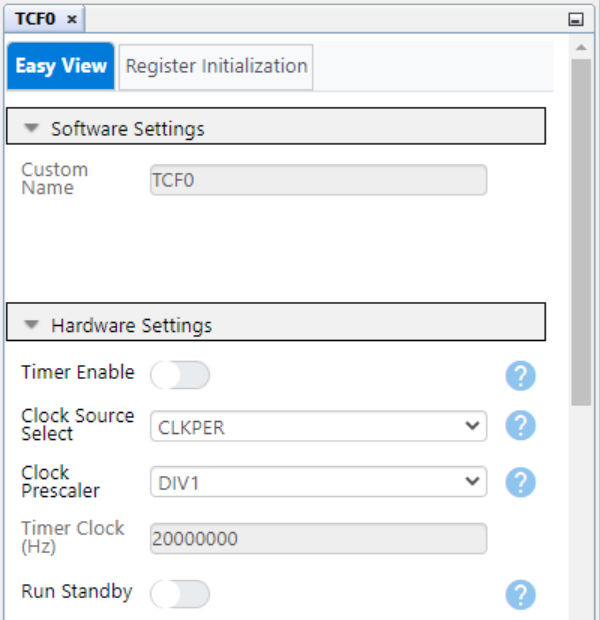 TCF0 ×
Easy View Register Initialization
Software Settings
Custom
Name
TCF0
Hardware Settings
Timer Enable
?
Clock Source
Select
CLKPER
?
Clock
Prescaler
DIV1
?
Timer Clock
(Hz)
20000000
Run Standby
?